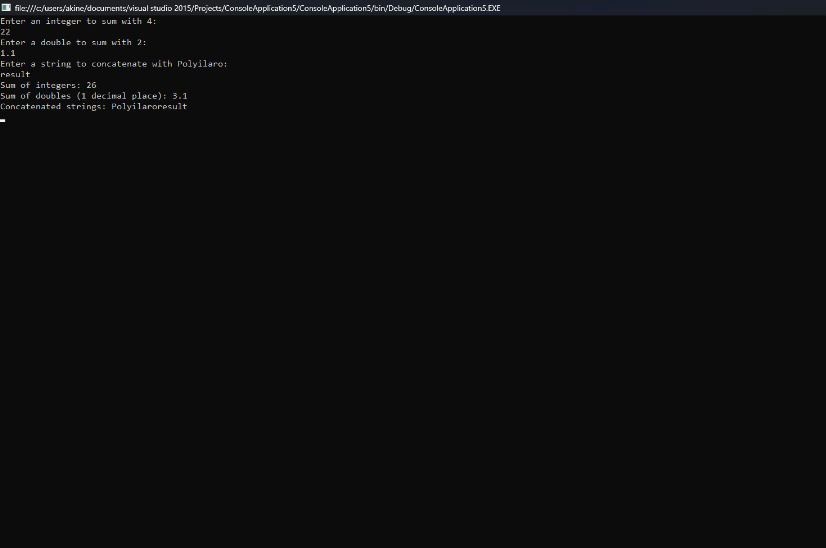 file:///c:/users/akine/documents/visual studio 2015/Projects/ConsoleApplication5/ConsoleApplication5/bin/Debug/ConsoleApplication5.EXE
Enter an integer to sum with 4:
22
Enter a double to sum with 2:
1.1
Enter a string to concatenate with Polyilaro:
result
Sum of integers: 26
Sum of doubles (1 decimal place): 3.1
Concatenated strings: Polyilaroresult